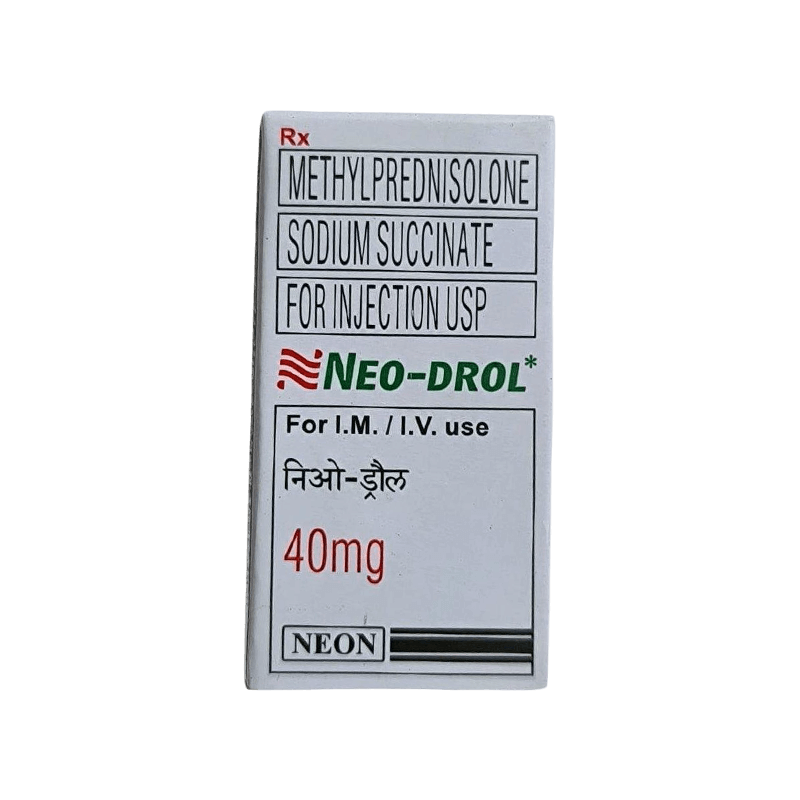 Rx
METHYLPREDNISOLONE
SODIUM SUCCINATE
FOR INJECTION USP
NEO-DROL*
For I.M. / I.V. use
निओ-ड्रौल
40mg
NEON